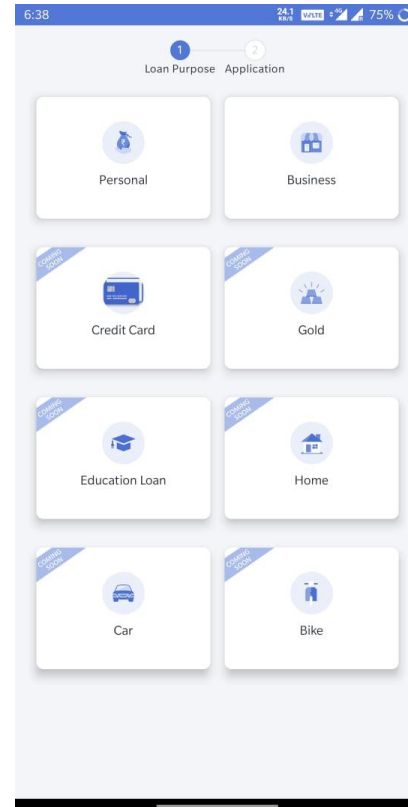 6:38
24.1
KB/S
VoLTE
4G
75%
1
2
Loan Purpose
Application
Personal
Business
COMING
SOON
Credit Card
COMING
SOON
Gold
COMING
SOON
Education Loan
COMING
SOON
Home
COMING
SOON
Car
COMING
SOON
Bike